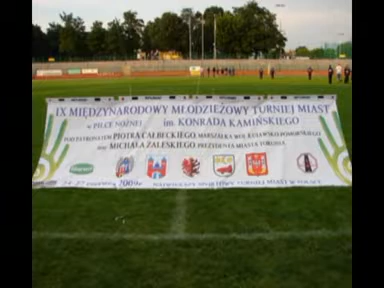 IX MIĘDZYNARODOWY MŁODZIEŻOWY TURNIEJ MIAST
W PIŁCE NOŻNEJ IM. KONRADA KAMIŃSKIEGO
POD PATRONATEM PIOTRA CAŁBECKIEGO MARSZAŁKA WOJ. KUJAWSKO-POMORSKIEGO
ORAZ MICHAŁA ZALESKIEGO PREZYDENTA MIASTA TORUNIA
2009